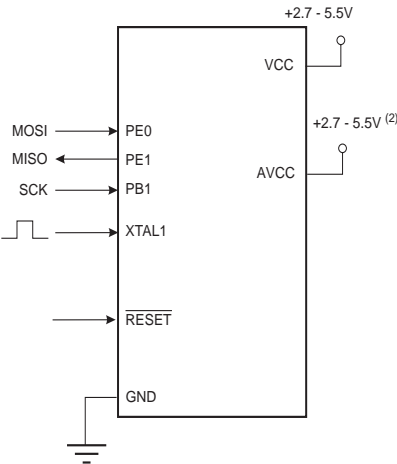 +2.7 - 5.5V
VCC
+2.7 - 5.5V (2)
MOSI PE0
MISO PE1
AVCC
SCK PB1
XTAL1
RESET
GND